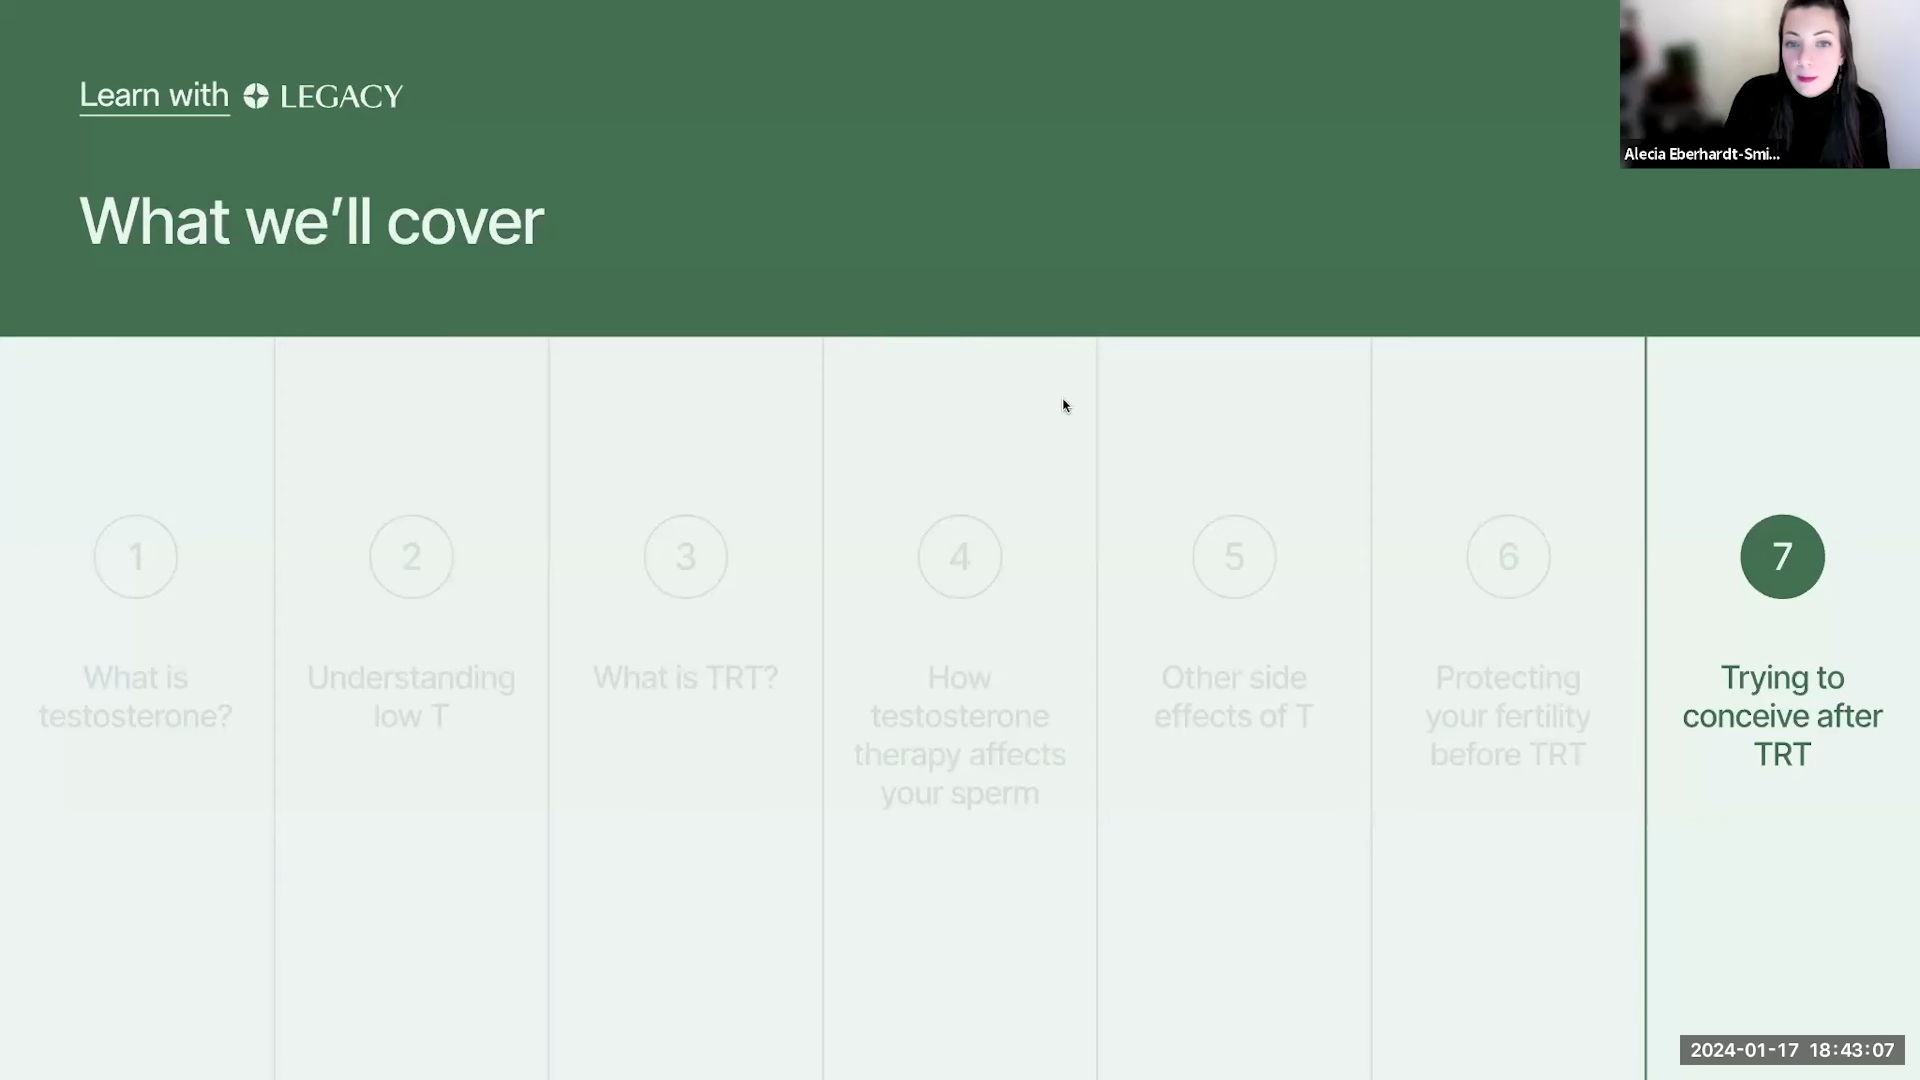 Learn with LEGACY
Alecia Eberhardt-Smi...
What we’ll cover
1
What is
testosterone?
2
Understanding
low T
3
What is TRT?
4
How
testosterone
therapy affects
your sperm
5
Other side
effects of T
6
Protecting
your fertility
before TRT
7
Trying to
conceive after
TRT
2024-01-17 18:43:07